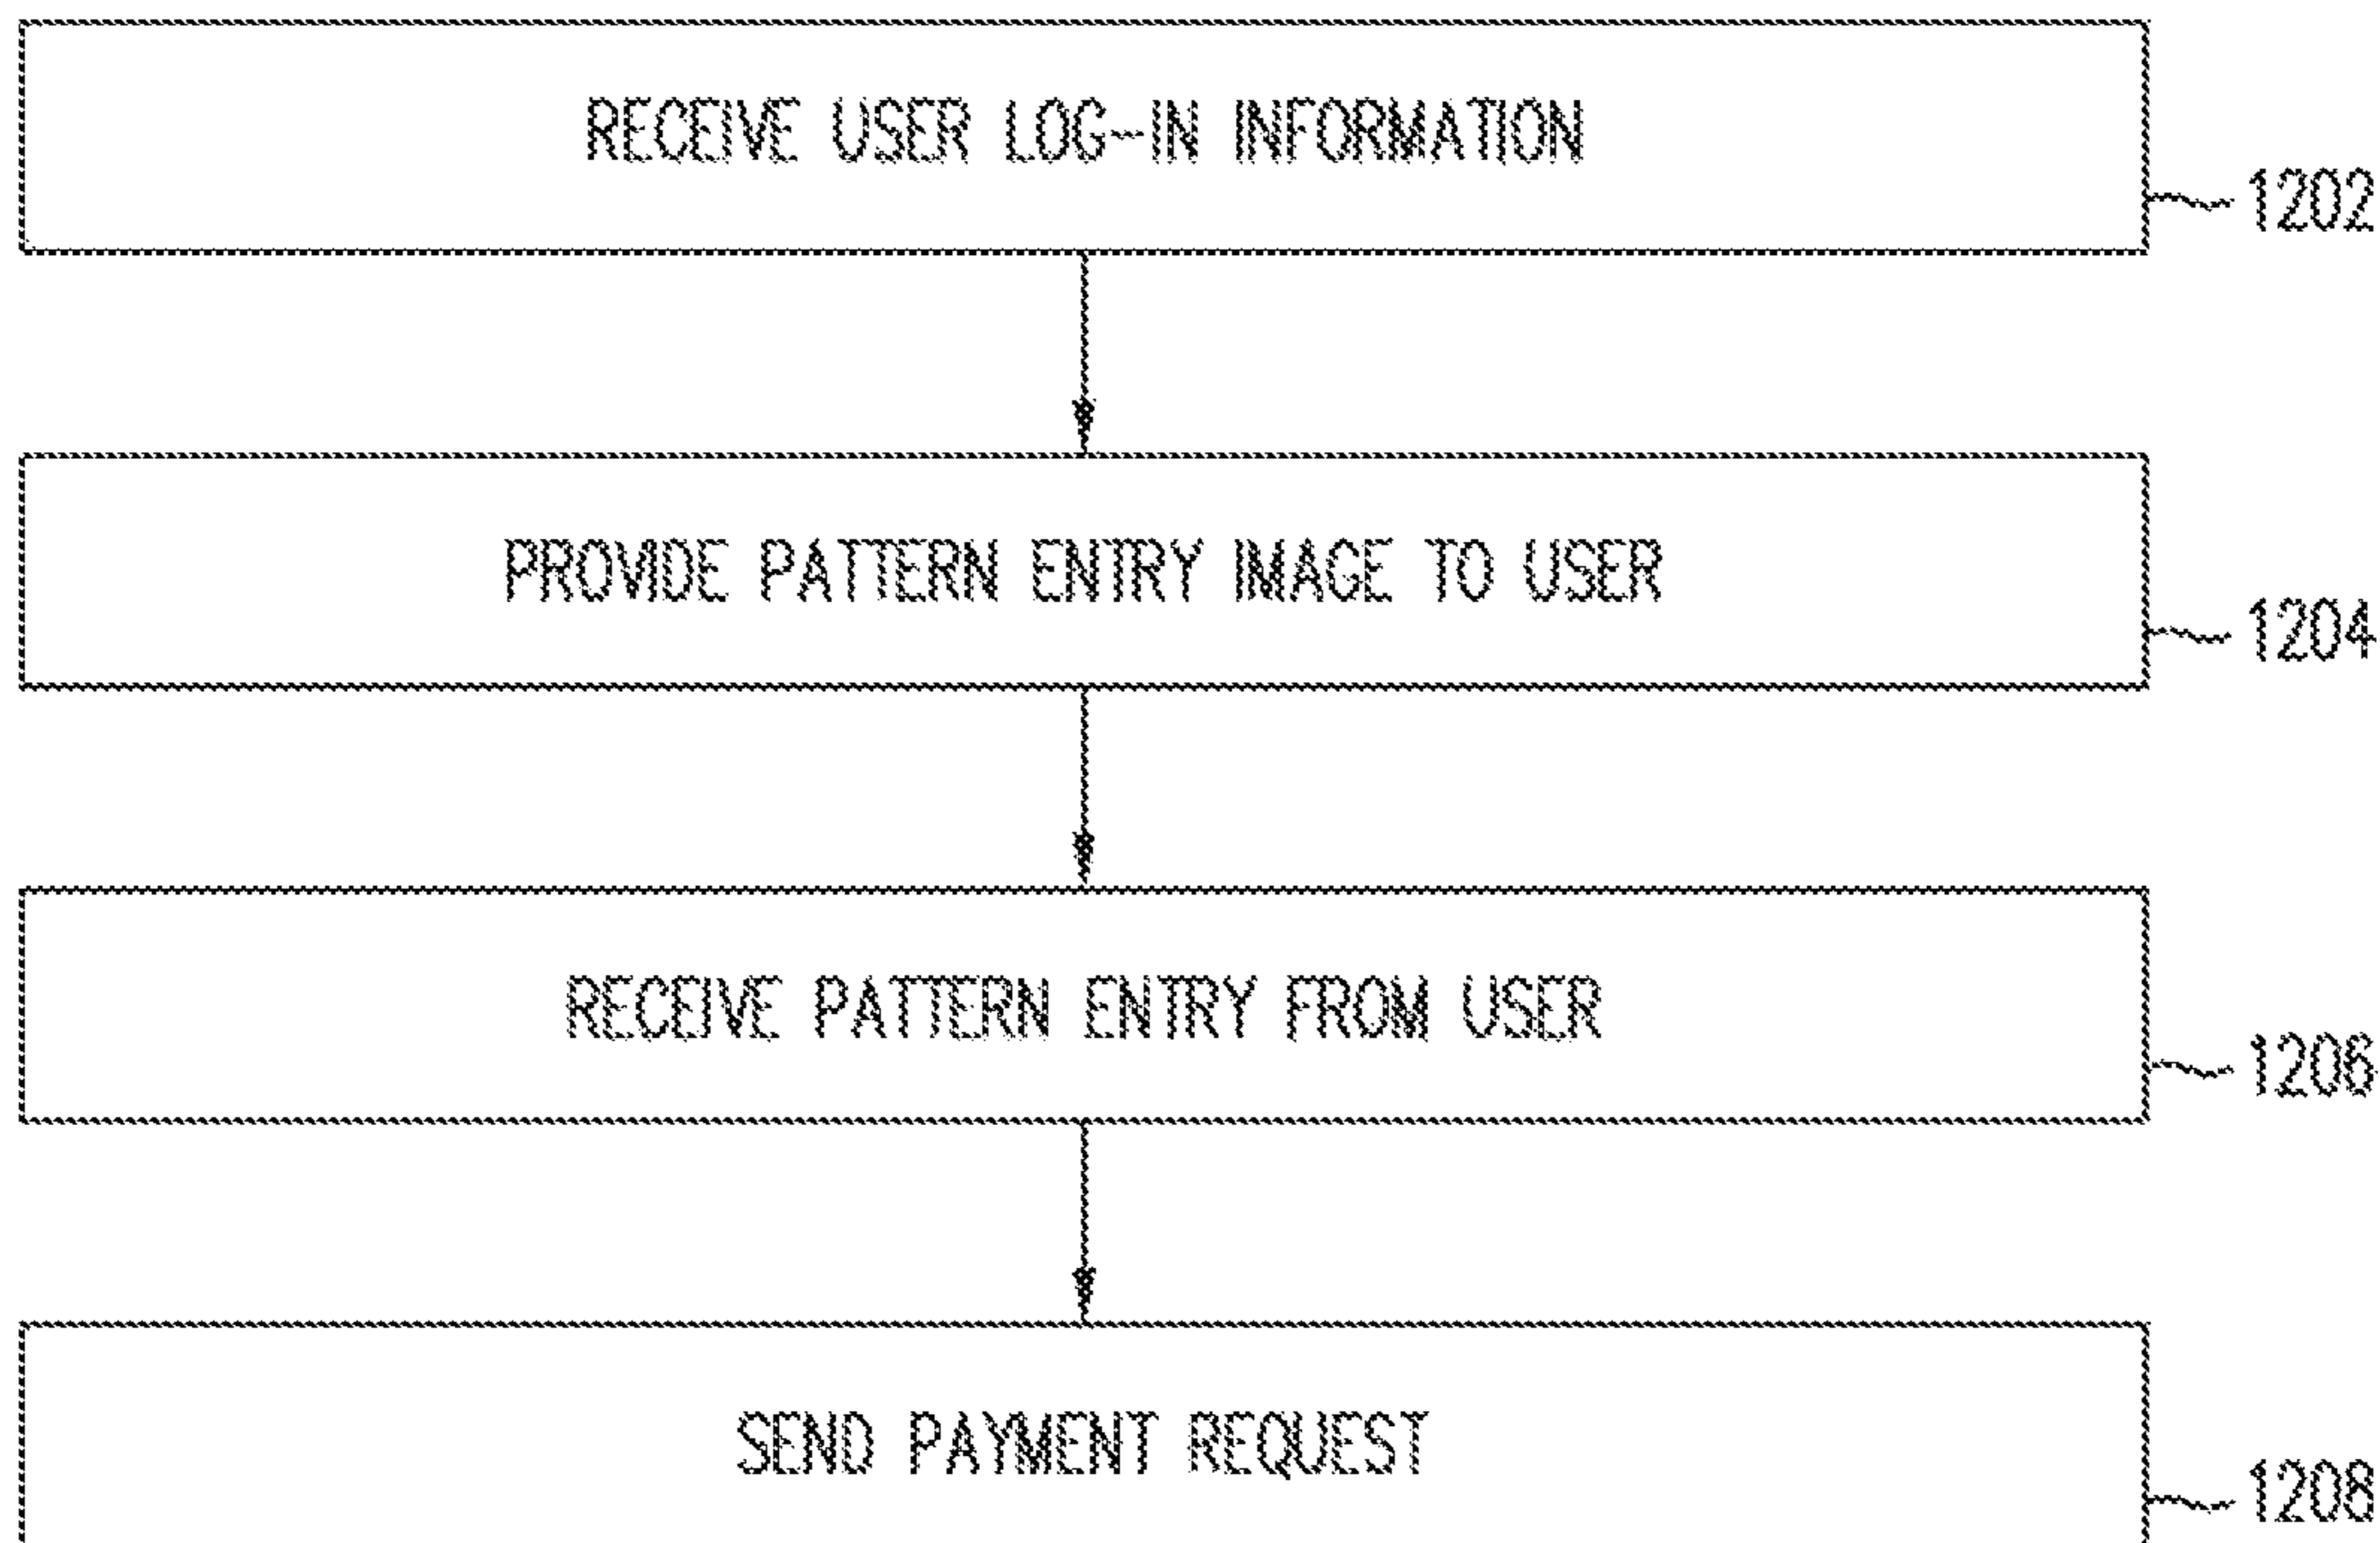 RECEIVE USER LOG-IN INFORMATION
1202
PROVIDE PATTERN ENTRY IMAGE TO USER
1204
RECEIVE PATTERN ENTRY FROM USER
1206
SEND PAYMENT REQUEST
1208